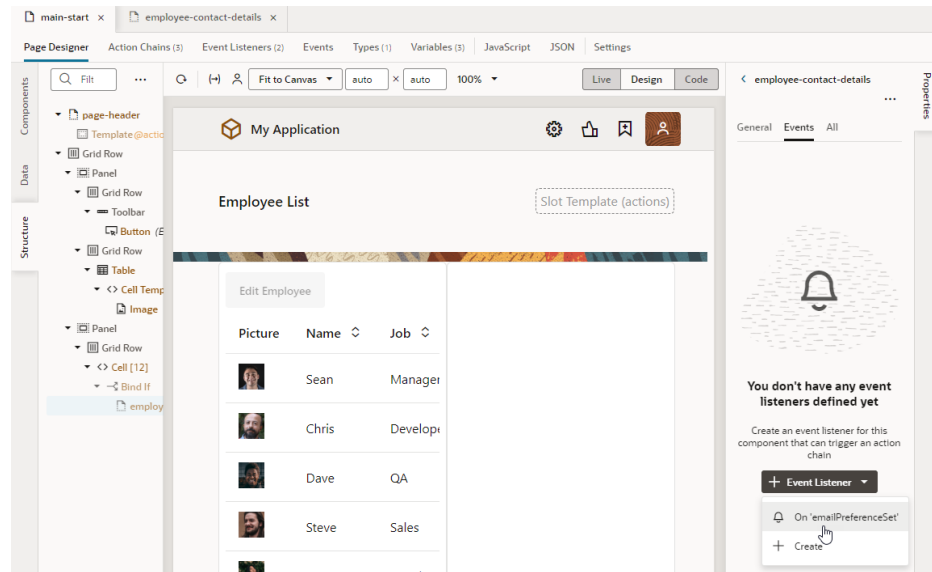 main-start ×
employee-contact-details ×
Page Designer
Action Chains (3)
Event Listeners (2)
Events
Types (1)
Variables (3)
JavaScript
JSON
Settings
Components
Data
Structure
Filt
...
page-header
Template @actio
Grid Row
Panel
Grid Row
Toolbar
Button (E
Grid Row
Table
Cell Temp
Image
Panel
Grid Row
Cell [12]
Bind If
employ
Fit to Canvas
auto × auto
100%
Live
Design
Code
My Application
Employee List
Slot Template (actions)
Edit Employee
Picture Name Job
Sean Manager
Chris Develope
Dave QA
Steve Sales
employee-contact-details
...
General Events All
You don't have any event
listeners defined yet
Create an event listener for this
component that can trigger an action
chain
+ Event Listener
On 'emailPreferenceSet'
+ Create
Properties